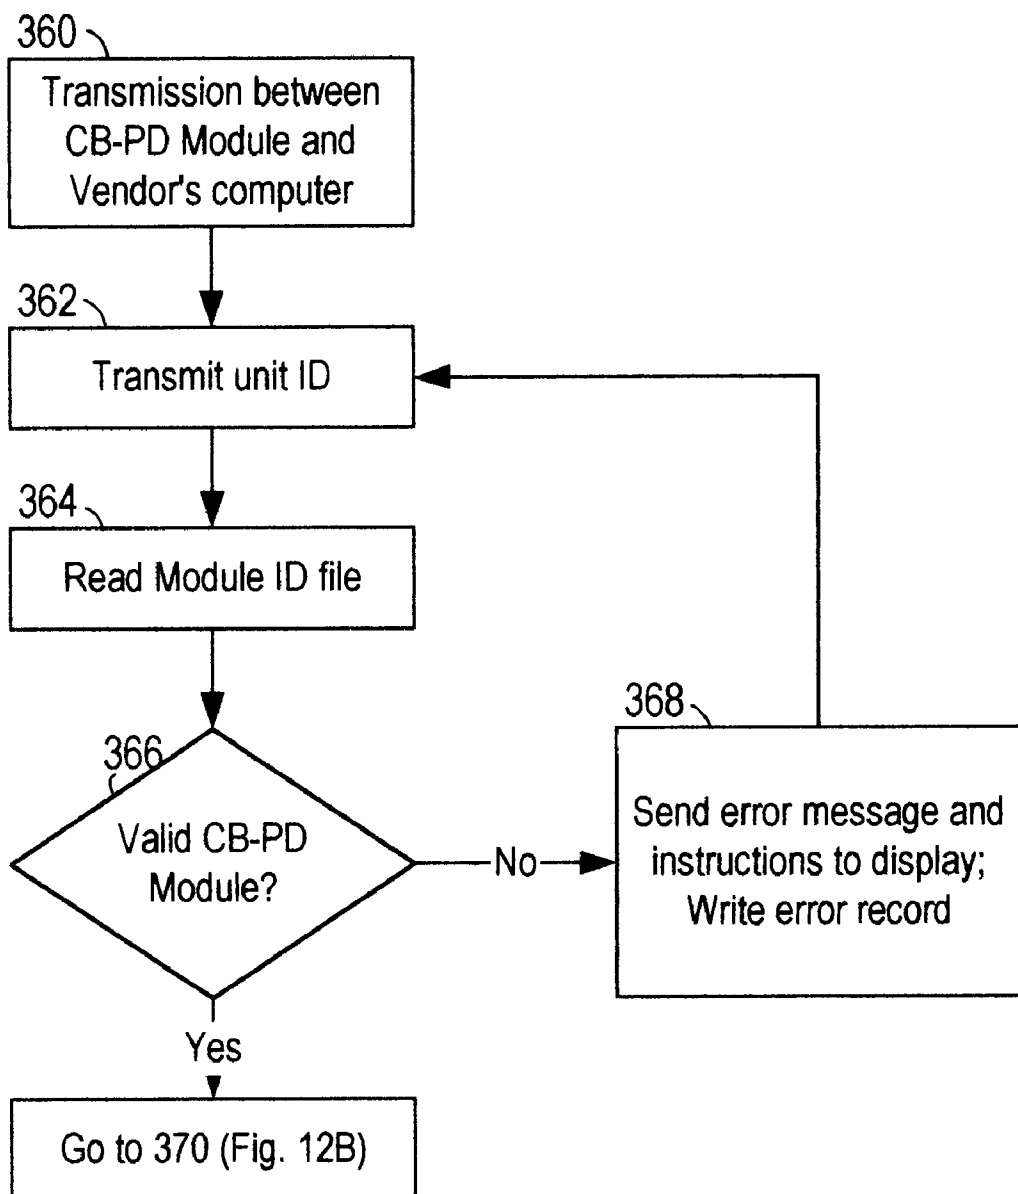 360
Transmission between
CB-PD Module and
Vendor's computer
362
Transmit unit ID
364
Read Module ID file
366
Valid CB-PD
Module?
No
368
Send error message and
instructions to display;
Write error record
Yes
Go to 370 (Fig. 12B)